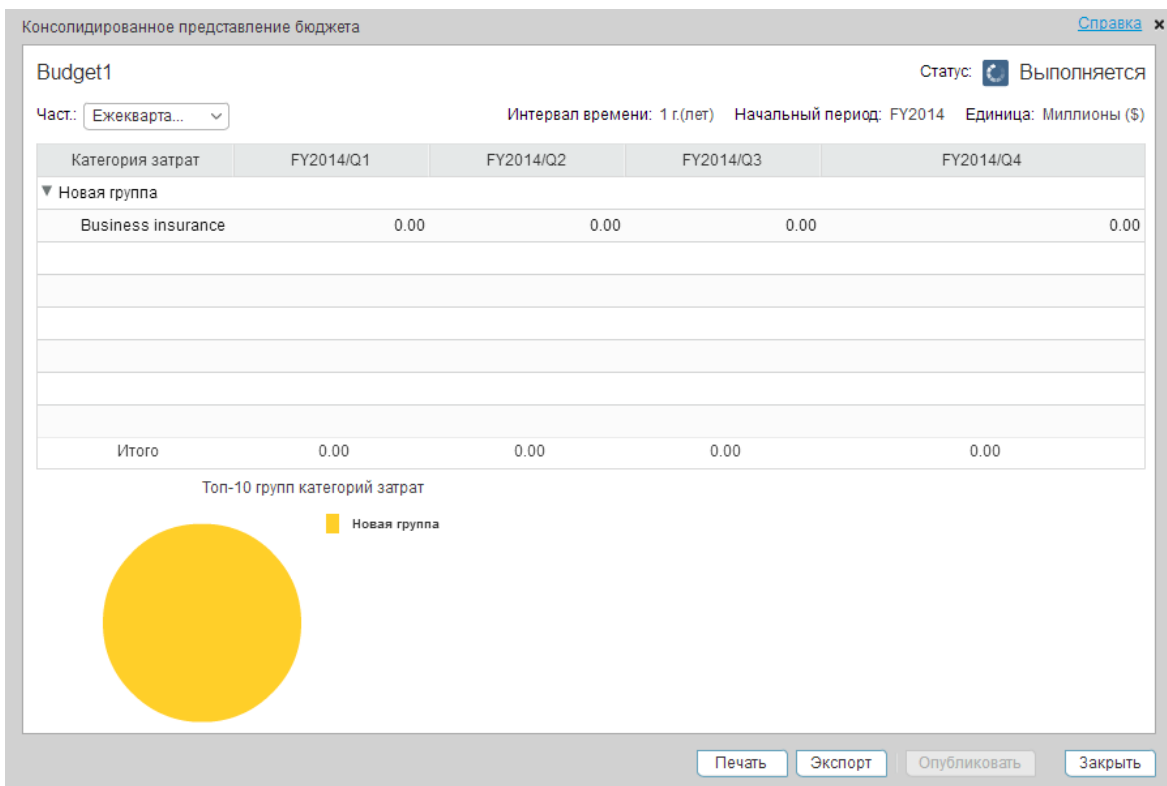 Консолидированное представление бюджета Справка
Budget1 Статус: Выполняется
Част.: Ежекварта... Интервал времени: 1 г.(лет) Начальный период: FY2014 Единица: Миллионы ($)
Категория затрат FY2014/Q1 FY2014/Q2 FY2014/Q3 FY2014/Q4
Новая группа
Business insurance 0.00 0.00 0.00 0.00
Итого 0.00 0.00 0.00 0.00
Топ-10 групп категорий затрат
Новая группа
Печать Экспорт Опубликовать Закрыть